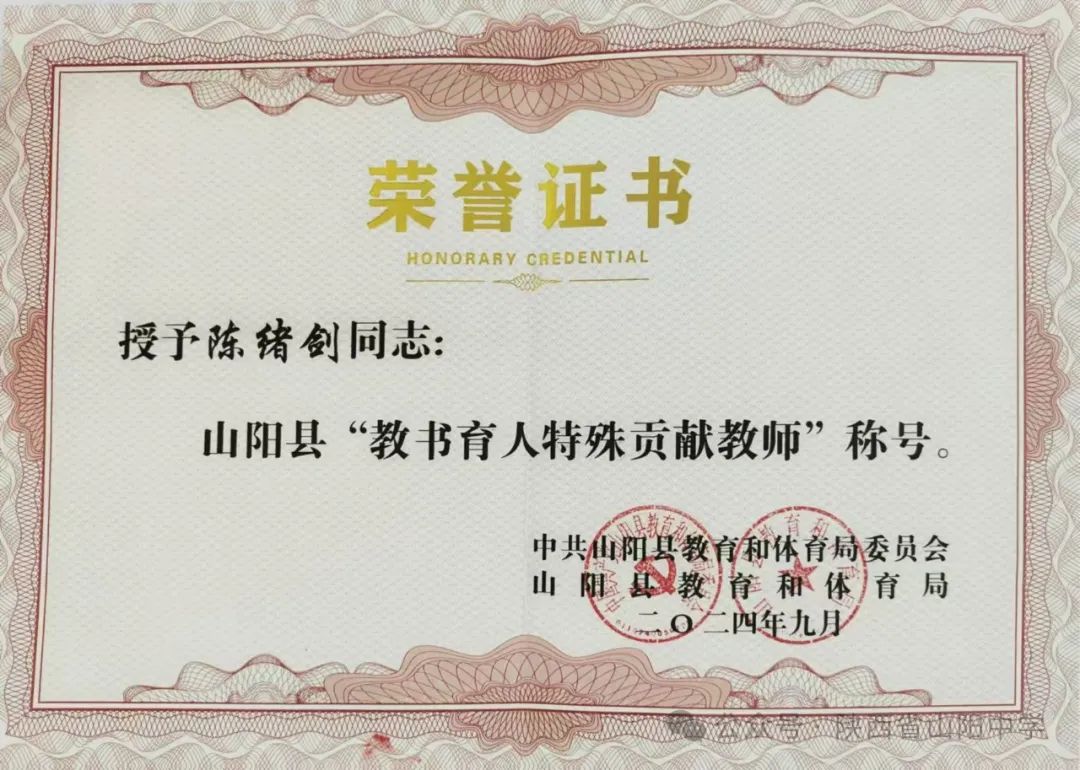 荣誉证书
HONORARY CREDENTIAL
授予陈绪剑同志:
山阳县“教书育人特殊贡献教师”称号。
中共山阳县教育和体育局委员会
山阳县教育和体育局
二〇二四年九月
公众号·陕西省山阳中学